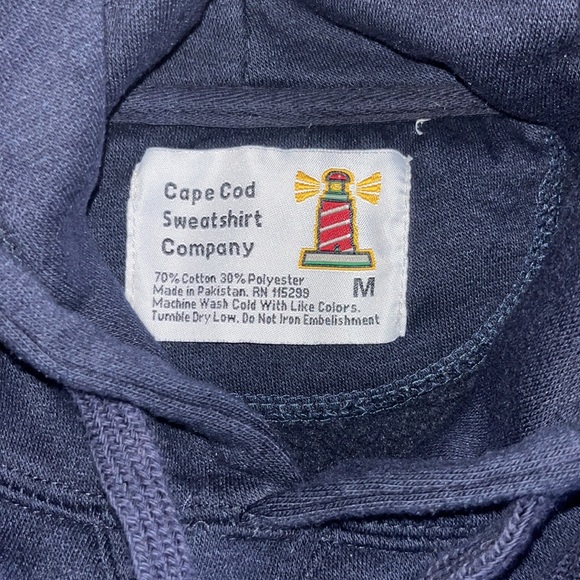 Cape Cod
Sweatshirt
Company
70% Cotton 30% Polyester
Made in Pakistan. RN 115299
Machine Wash Cold With Like Colors.
Tumble Dry Low. Do Not Iron Embelishment
M